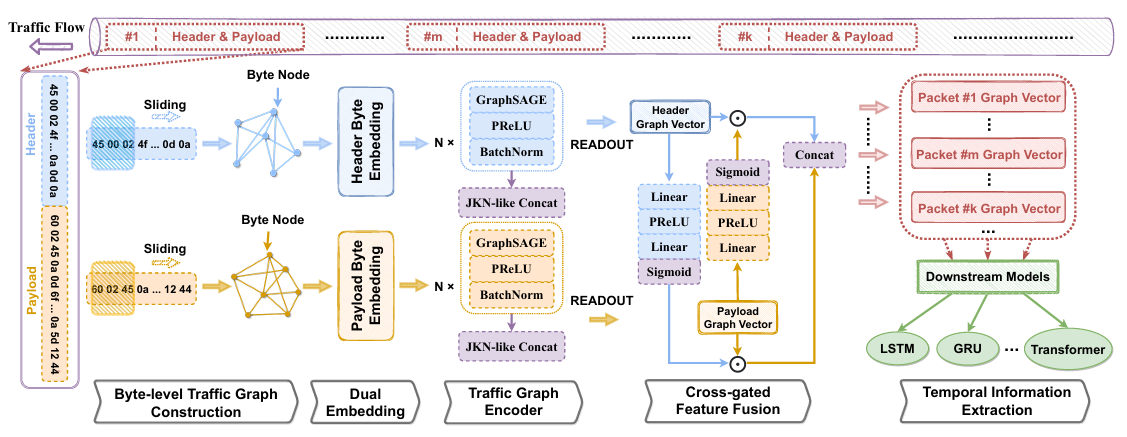 Traffic Flow
#1 Header & Payload ............ #m Header & Payload ............ #k Header & Payload ........................
Header
45 00 02 4f ... 0a 0d 0a
Payload
60 02 45 0a 0d 6f ... 0a 5d 12 44
Sliding
45 00 02 4f ... 0d 0a
Byte Node
Header Byte
Embedding
N ×
GraphSAGE
PReLU
BatchNorm
JKN-like Concat
READOUT
Sliding
60 02 45 0a ... 12 44
Byte Node
Payload Byte
Embedding
N ×
GraphSAGE
PReLU
BatchNorm
JKN-like Concat
READOUT
Header
Graph Vector
Linear
PReLU
Linear
Sigmoid
Sigmoid
Linear
PReLU
Linear
Payload
Graph Vector
Concat
Packet #1 Graph Vector
Packet #m Graph Vector
Packet #k Graph Vector
...
Downstream Models
LSTM
GRU
...
Transformer
Byte-level Traffic Graph
Construction
Dual
Embedding
Traffic Graph
Encoder
Cross-gated
Feature Fusion
Temporal Information
Extraction